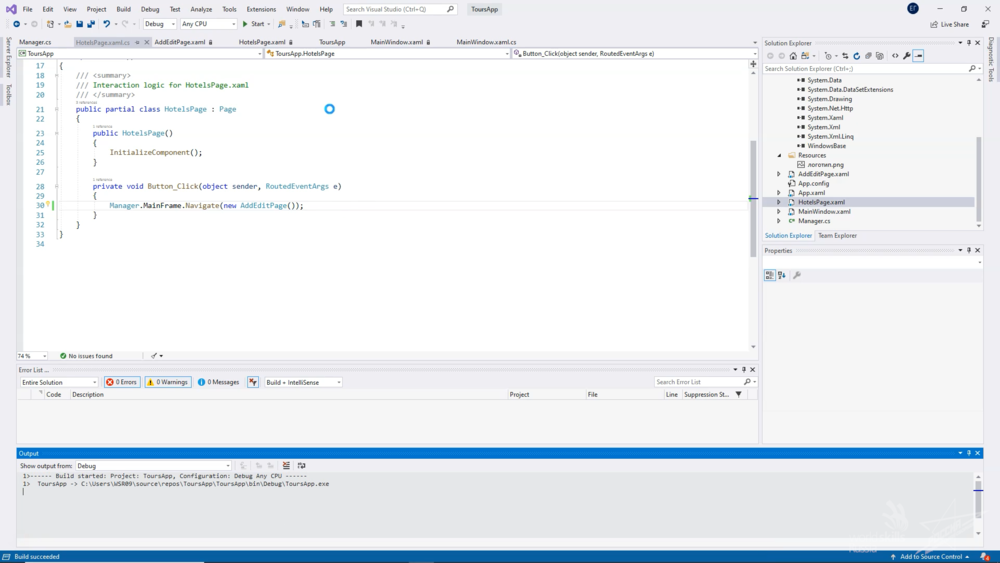 File Edit View Project Build Debug Test Analyze Tools Extensions Window Help Search Visual Studio (Ctrl+Q) ToursApp ЕГ
Debug Any CPU Start Live Share
Manager.cs HotelsPage.xaml.cs AddEditPage.xaml HotelsPage.xaml ToursApp MainWindow.xaml MainWindow.xaml.cs
ToursApp ToursApp.HotelsPage Button_Click(object sender, RoutedEventArgs e)
Server Explorer
Toolbox
17 {
18 /// <summary>
19 /// Interaction logic for HotelsPage.xaml
20 /// </summary>
21 public partial class HotelsPage : Page
22 {
23 public HotelsPage()
24 {
25 InitializeComponent();
26 }
27
28 private void Button_Click(object sender, RoutedEventArgs e)
29 {
30 Manager.MainFrame.Navigate(new AddEditPage());
31 }
32 }
33 }
34
74 % No issues found
Error List ...
Entire Solution 0 Errors 0 Warnings 0 Messages Build + IntelliSense Search Error List
Code Description Project File Line Suppression St...
Output
Show output from: Debug
1>------ Build started: Project: ToursApp, Configuration: Debug Any CPU ------
1> ToursApp -> C:\Users\WSR09\source\repos\ToursApp\ToursApp\bin\Debug\ToursApp.exe
Solution Explorer
Search Solution Explorer (Ctrl+;)
System.Data
System.Data.DataSetExtensions
System.Drawing
System.Net.Http
System.Xaml
System.Xml
System.Xml.Linq
WindowsBase
Resources
логотип.png
AddEditPage.xaml
App.config
App.xaml
HotelsPage.xaml
MainWindow.xaml
Manager.cs
Solution Explorer Team Explorer
Properties
Diagnostic Tools
Build succeeded Add to Source Control